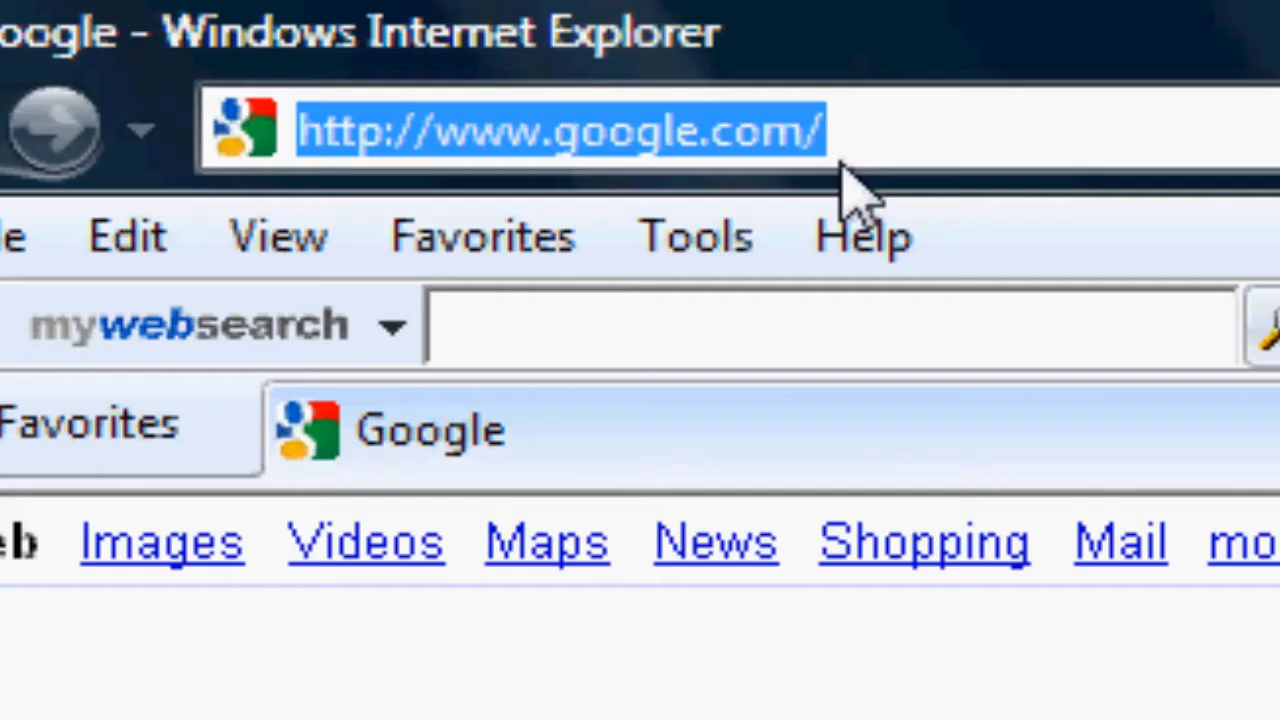 oogle - Windows Internet Explorer
http://www.google.com/
le Edit View Favorites Tools Help
mywebsearch
Favorites Google
eb Images Videos Maps News Shopping Mail mo